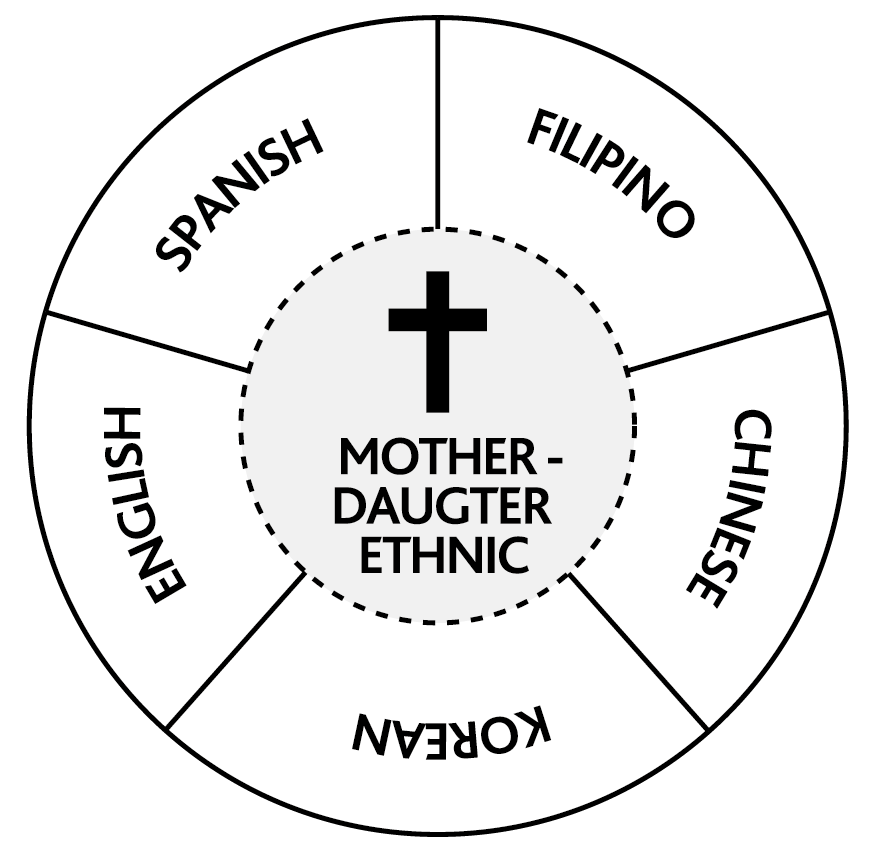 SPANISH
FILIPINO
CHINESE
KOREAN
ENGLISH
MOTHER -
DAUGTER
ETHNIC